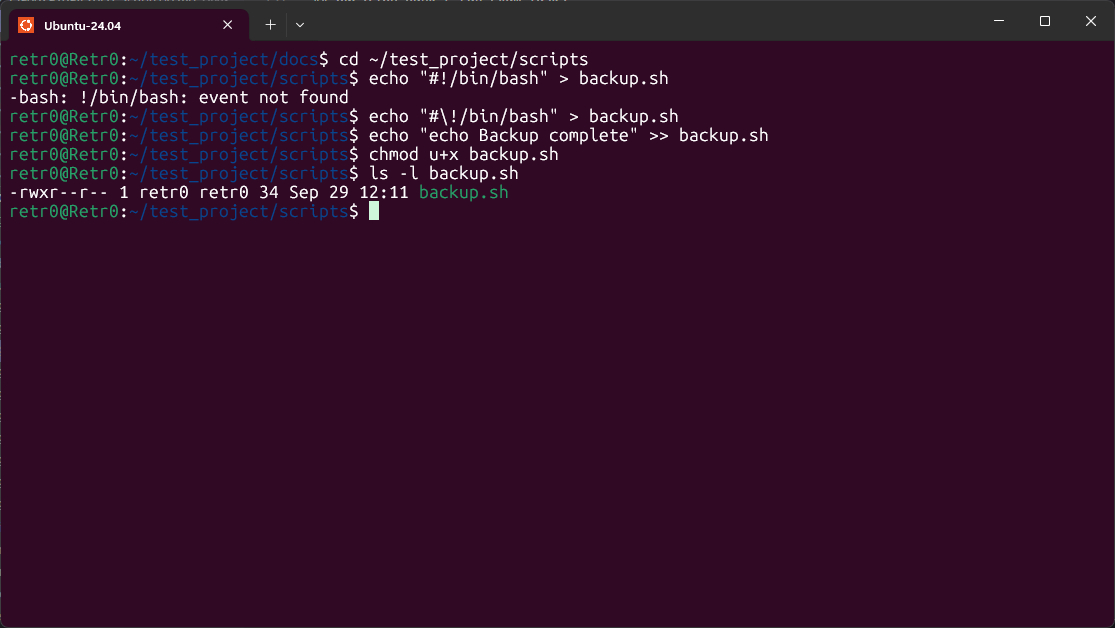 Ubuntu-24.04
retr0@Retr0:~/test_project/docs$ cd ~/test_project/scripts
retr0@Retr0:~/test_project/scripts$ echo "#!/bin/bash" > backup.sh
-bash: !/bin/bash: event not found
retr0@Retr0:~/test_project/scripts$ echo "#\!/bin/bash" > backup.sh
retr0@Retr0:~/test_project/scripts$ echo "echo Backup complete" >> backup.sh
retr0@Retr0:~/test_project/scripts$ chmod u+x backup.sh
retr0@Retr0:~/test_project/scripts$ ls -l backup.sh
-rwxr--r-- 1 retr0 retr0 34 Sep 29 12:11 backup.sh
retr0@Retr0:~/test_project/scripts$